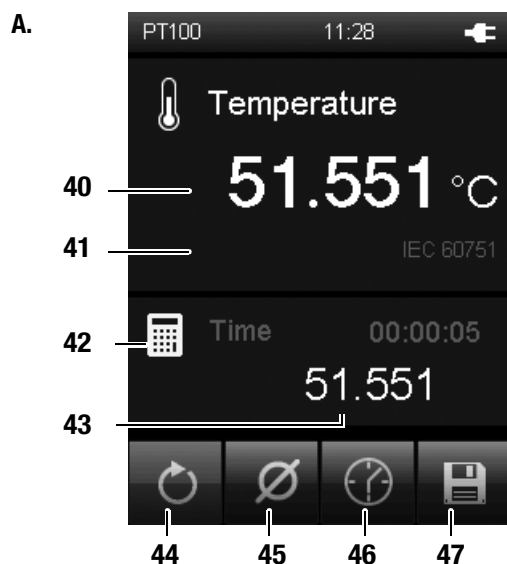 A.
PT100 11:28
Temperature
40 51.551 °C
41 IEC 60751
42 Time 00:00:05
51.551
43
44 45 46 47